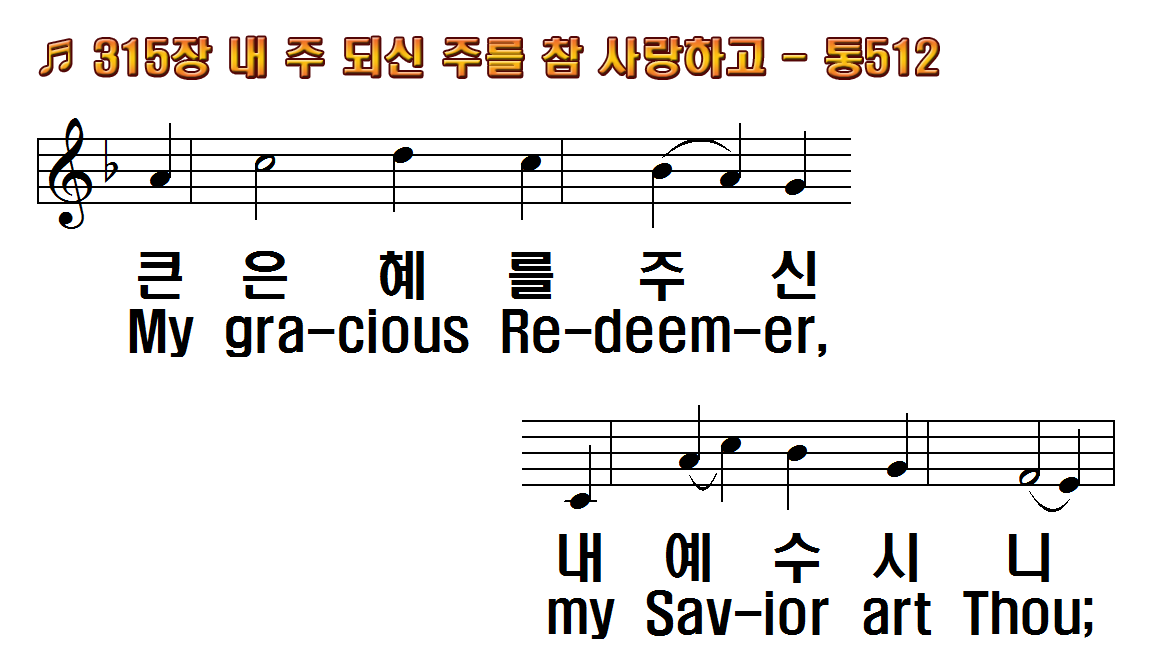 ♬ 315장 내 주 되신 주를 참 사랑하고 - 통512
큰 은 혜 를 주 신
My gra-cious Re-deem-er,
내 예 수 시 니
my Sav-ior art Thou;